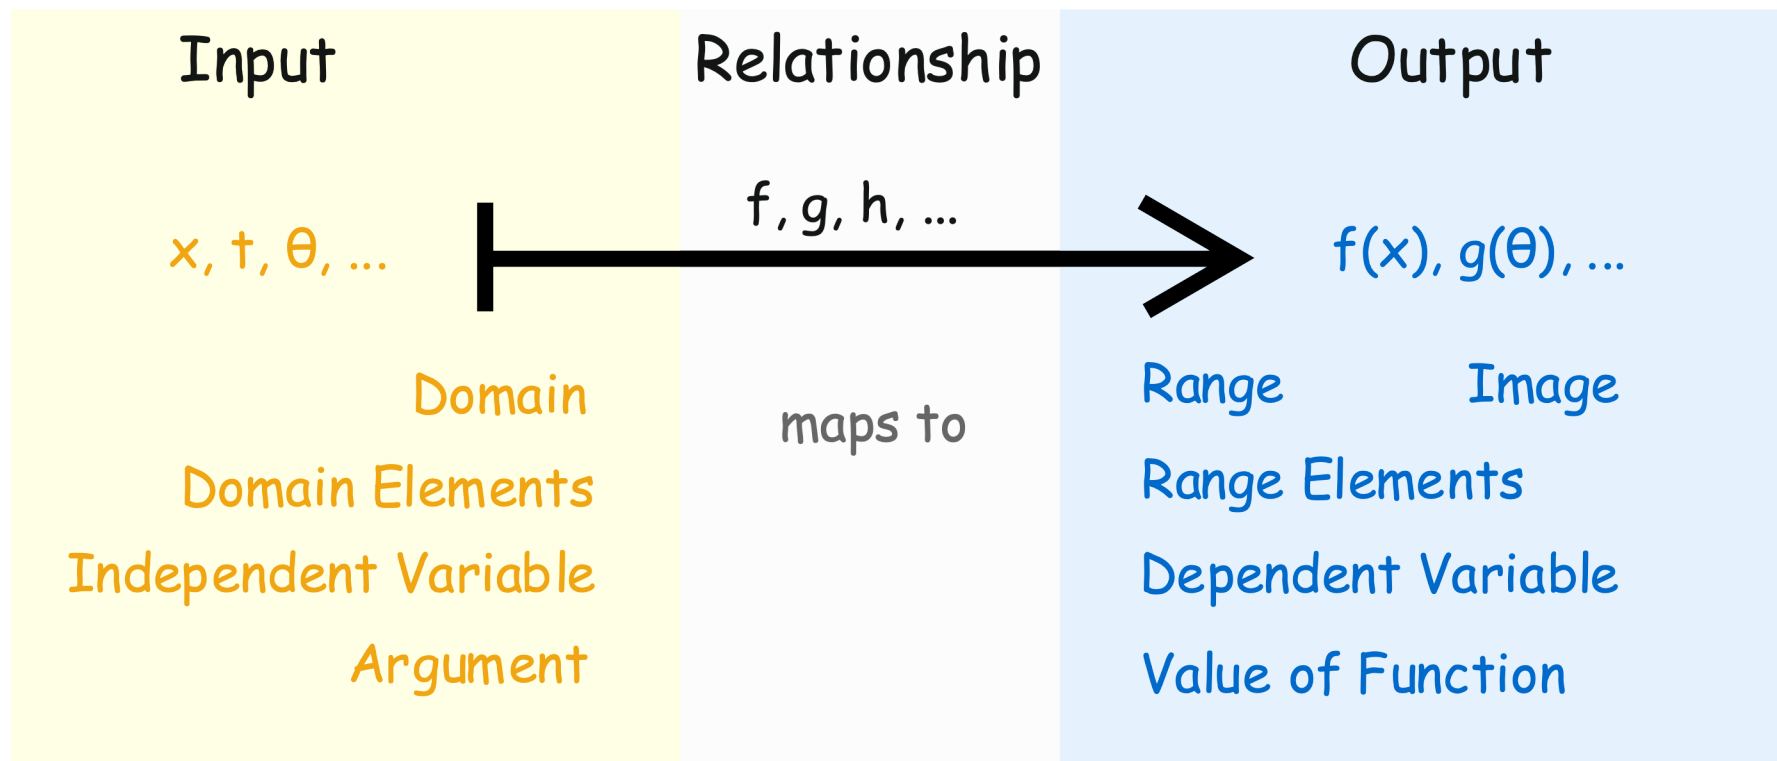 Input
Relationship
Output
x, t, θ, ...
f, g, h, ...
f(x), g(θ), ...
Domain
Domain Elements
Independent Variable
Argument
maps to
Range
Image
Range Elements
Dependent Variable
Value of Function